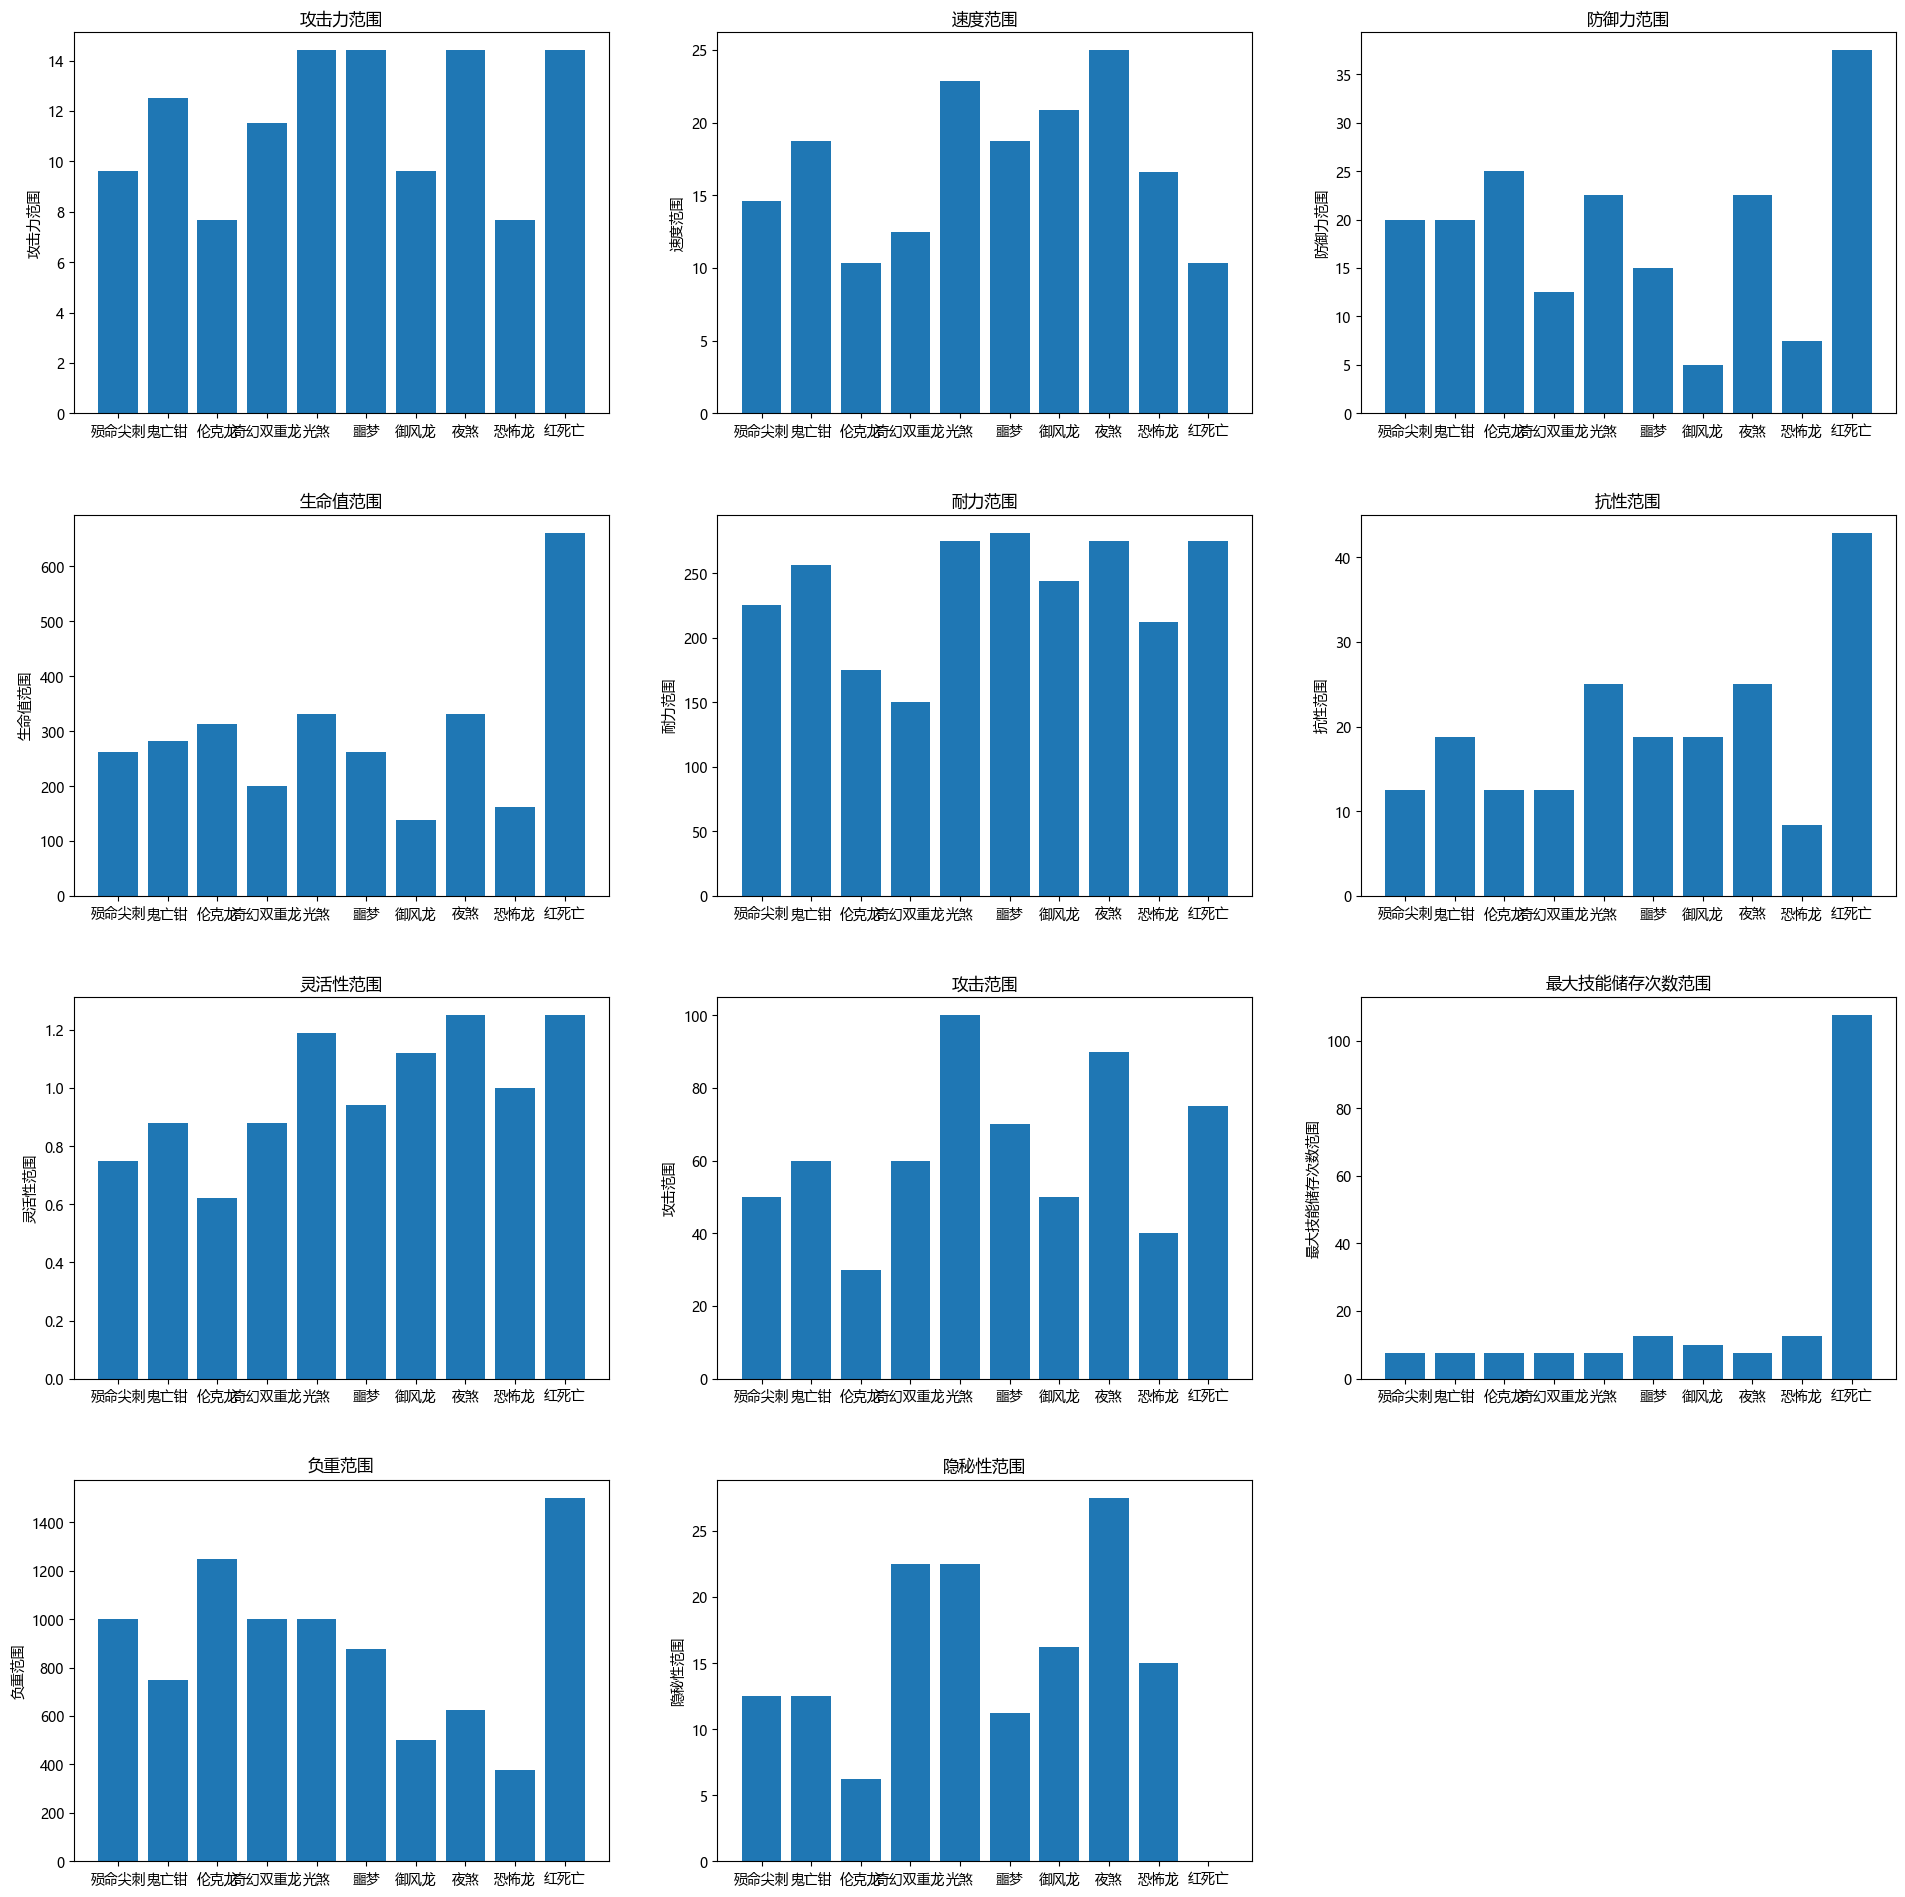 攻击力范围
攻击力范围
14
12
10
8
6
4
2
0
殒命尖刺 鬼亡钳 伦克龙 奇幻双重龙 光煞 噩梦 御风龙 夜煞 恐怖龙 红死亡
速度范围
速度范围
25
20
15
10
5
0
殒命尖刺 鬼亡钳 伦克龙 奇幻双重龙 光煞 噩梦 御风龙 夜煞 恐怖龙 红死亡
防御力范围
防御力范围
35
30
25
20
15
10
5
0
殒命尖刺 鬼亡钳 伦克龙 奇幻双重龙 光煞 噩梦 御风龙 夜煞 恐怖龙 红死亡
生命值范围
生命值范围
600
500
400
300
200
100
0
殒命尖刺 鬼亡钳 伦克龙 奇幻双重龙 光煞 噩梦 御风龙 夜煞 恐怖龙 红死亡
耐力范围
耐力范围
250
200
150
100
50
0
殒命尖刺 鬼亡钳 伦克龙 奇幻双重龙 光煞 噩梦 御风龙 夜煞 恐怖龙 红死亡
抗性范围
抗性范围
40
30
20
10
0
殒命尖刺 鬼亡钳 伦克龙 奇幻双重龙 光煞 噩梦 御风龙 夜煞 恐怖龙 红死亡
灵活性范围
灵活性范围
1.2
1.0
0.8
0.6
0.4
0.2
0.0
殒命尖刺 鬼亡钳 伦克龙 奇幻双重龙 光煞 噩梦 御风龙 夜煞 恐怖龙 红死亡
攻击范围
攻击范围
100
80
60
40
20
0
殒命尖刺 鬼亡钳 伦克龙 奇幻双重龙 光煞 噩梦 御风龙 夜煞 恐怖龙 红死亡
最大技能储存次数范围
最大技能储存次数范围
100
80
60
40
20
0
殒命尖刺 鬼亡钳 伦克龙 奇幻双重龙 光煞 噩梦 御风龙 夜煞 恐怖龙 红死亡
负重范围
负重范围
1400
1200
1000
800
600
400
200
0
殒命尖刺 鬼亡钳 伦克龙 奇幻双重龙 光煞 噩梦 御风龙 夜煞 恐怖龙 红死亡
隐秘性范围
隐秘性范围
25
20
15
10
5
0
殒命尖刺 鬼亡钳 伦克龙 奇幻双重龙 光煞 噩梦 御风龙 夜煞 恐怖龙 红死亡